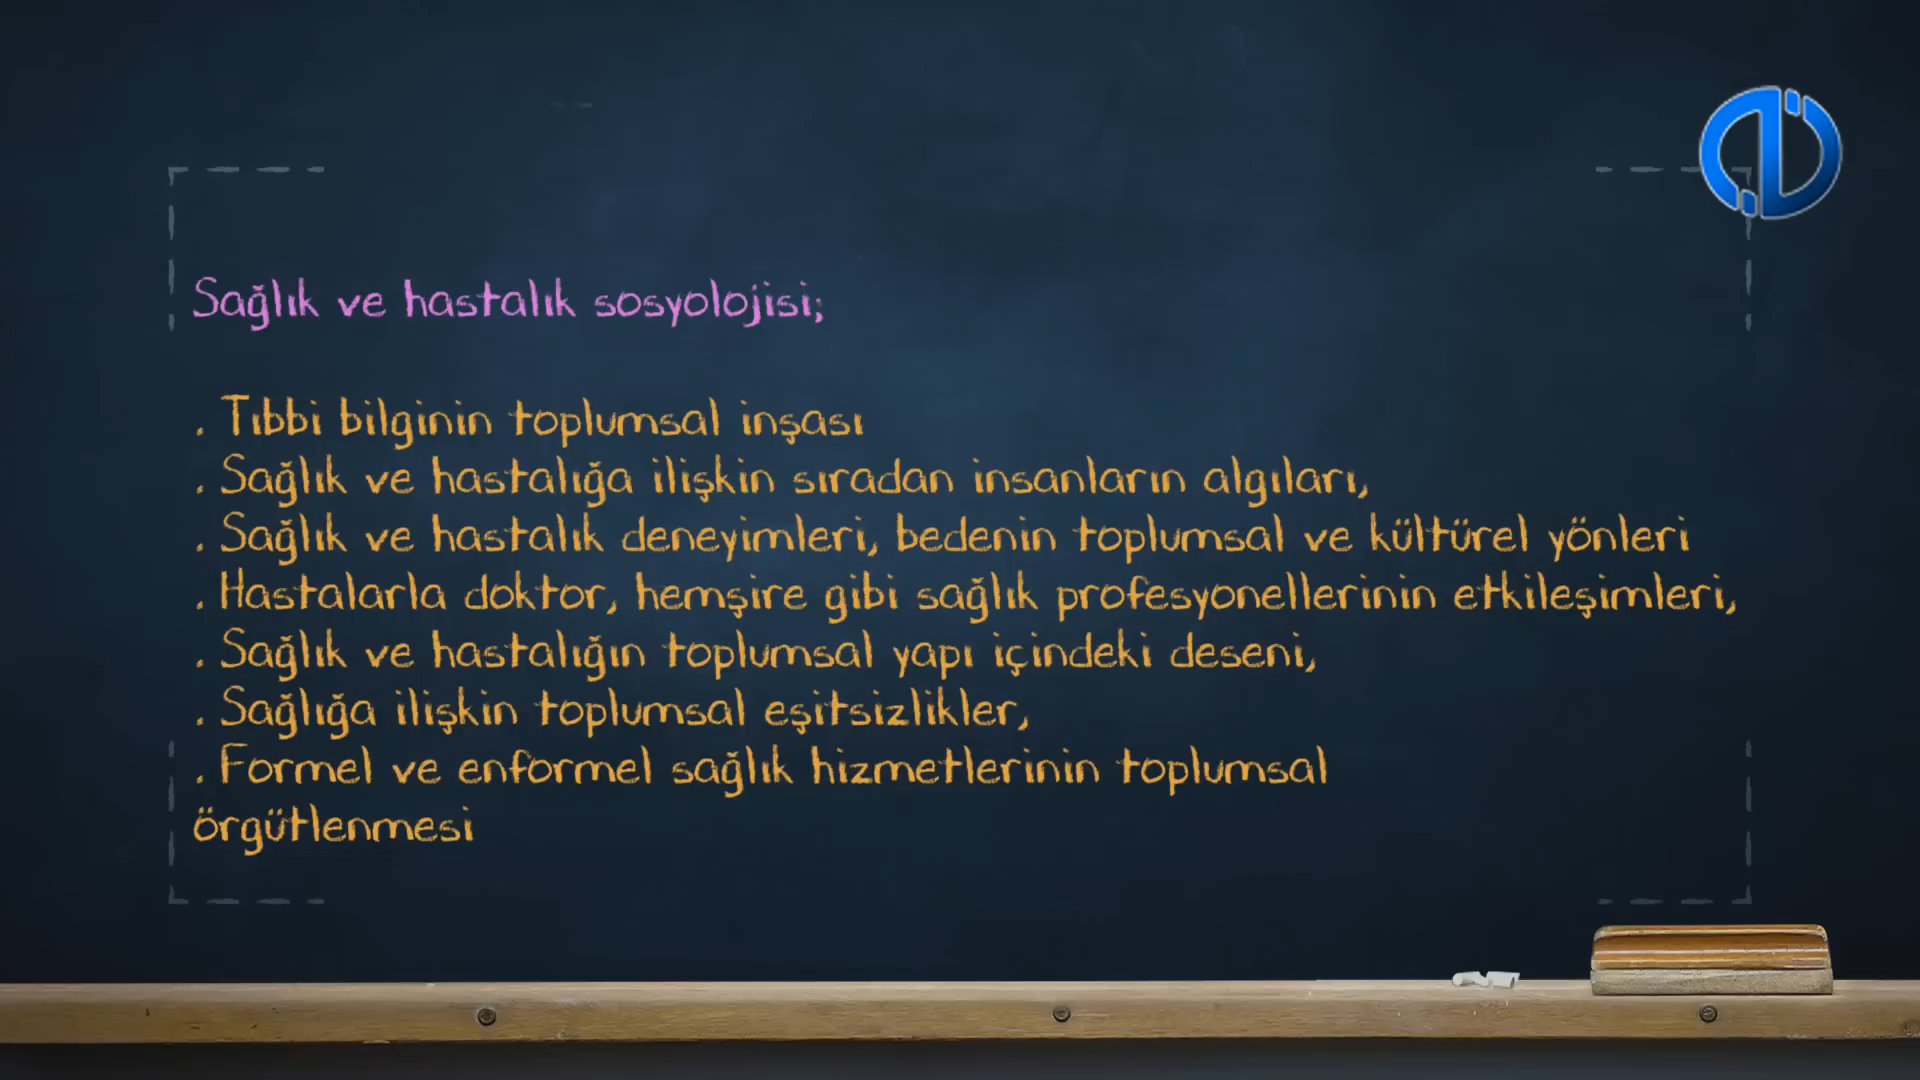 Sağlık ve hastalık sosyolojisi;
. Tıbbi bilginin toplumsal inşası
. Sağlık ve hastalığa ilişkin sıradan insanların algıları,
. Sağlık ve hastalık deneyimleri, bedenin toplumsal ve kültürel yönleri
. Hastalarla doktor, hemşire gibi sağlık profesyonellerinin etkileşimleri,
. Sağlık ve hastalığın toplumsal yapı içindeki deseni,
. Sağlığa ilişkin toplumsal eşitsizlikler,
. Formel ve enformel sağlık hizmetlerinin toplumsal
örgütlenmesi